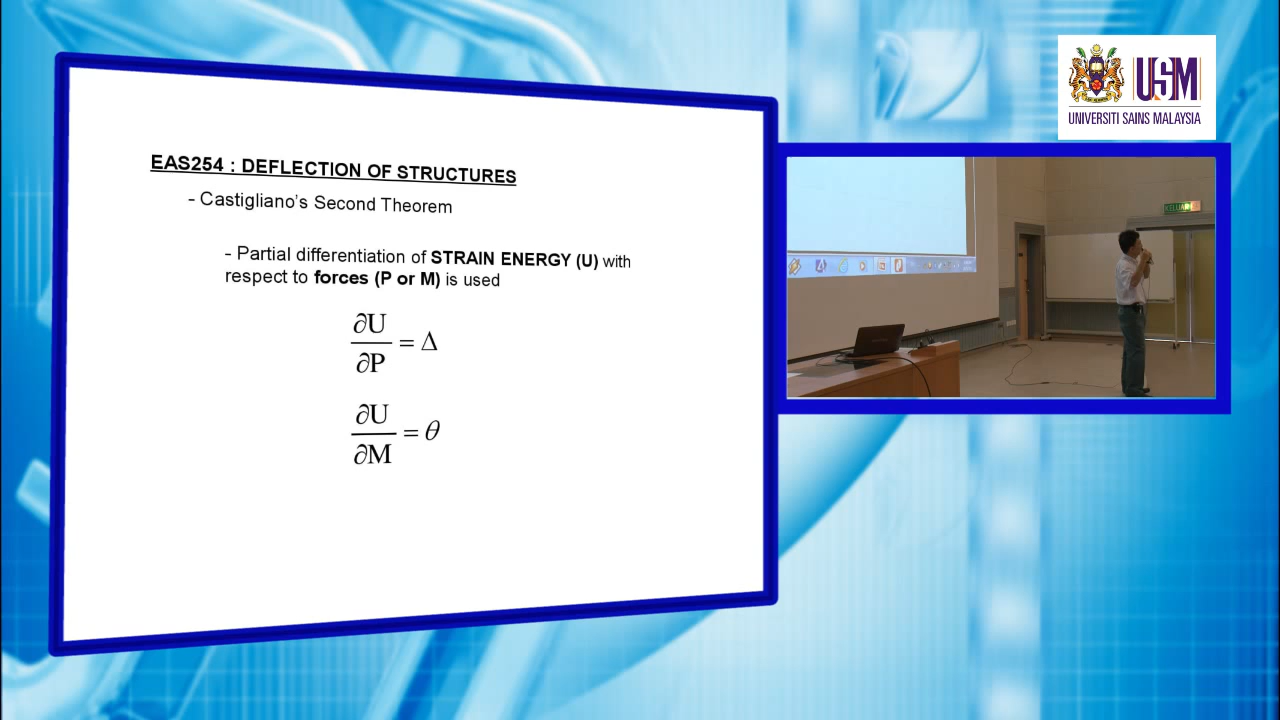 EAS254 : DEFLECTION OF STRUCTURES
- Castigliano's Second Theorem
- Partial differentiation of STRAIN ENERGY (U) with
respect to forces (P or M) is used
∂U/∂P = Δ
∂U/∂M = θ
USM
UNIVERSITI SAINS MALAYSIA
KELUAR